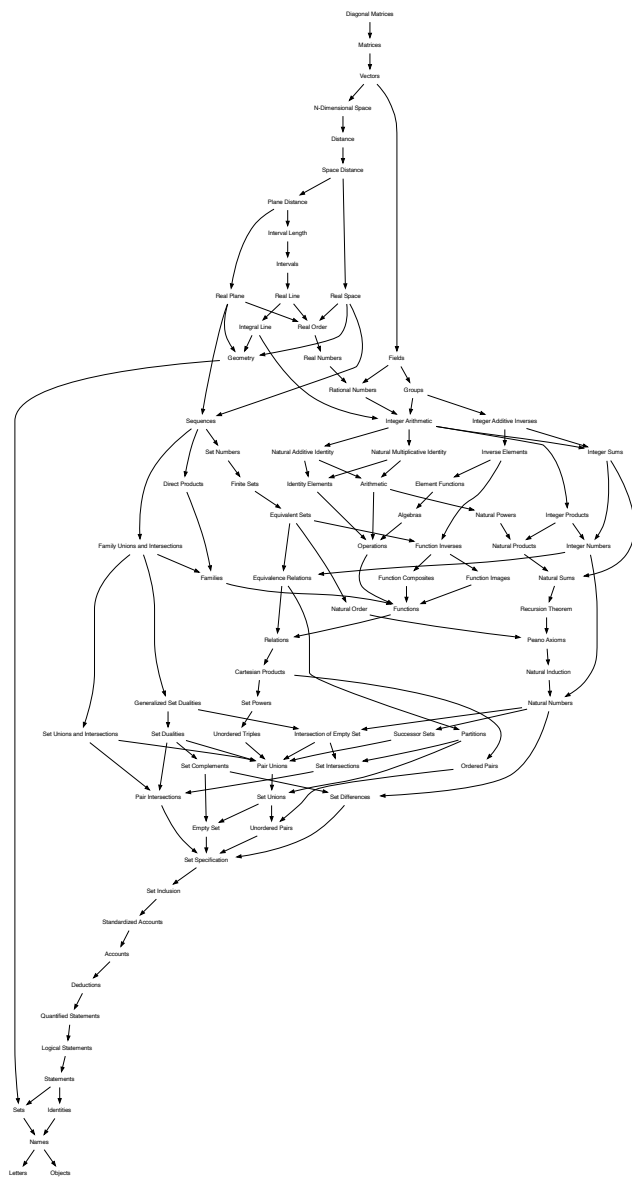 Diagonal Matrices
Matrices
Vectors
N-Dimensional Space
Distance
Space Distance
Plane Distance
Interval Length
Intervals
Real Plane Real Line Real Space
Integral Line Real Order
Geometry Real Numbers Fields
Rational Numbers Groups
Sequences Integer Arithmetic Integer Additive Inverses
Set Numbers Natural Additive Identity Natural Multiplicative Identity Inverse Elements Integer Sums
Direct Products Finite Sets Identity Elements Arithmetic Element Functions
Equivalent Sets Algebras Natural Powers Integer Products
Family Unions and Intersections Operations Function Inverses Natural Products Integer Numbers
Families Equivalence Relations Function Composites Function Images Natural Sums
Natural Order Functions Recursion Theorem
Relations Peano Axioms
Cartesian Products Natural Induction
Generalized Set Dualities Set Powers Natural Numbers
Set Unions and Intersections Set Dualities Unordered Triples Intersection of Empty Set Successor Sets Partitions
Set Complements Pair Unions Set Intersections Ordered Pairs
Pair Intersections Set Unions Set Differences
Empty Set Unordered Pairs
Set Specification
Set Inclusion
Standardized Accounts
Accounts
Deductions
Quantified Statements
Logical Statements
Statements
Sets Identities
Names
Letters Objects